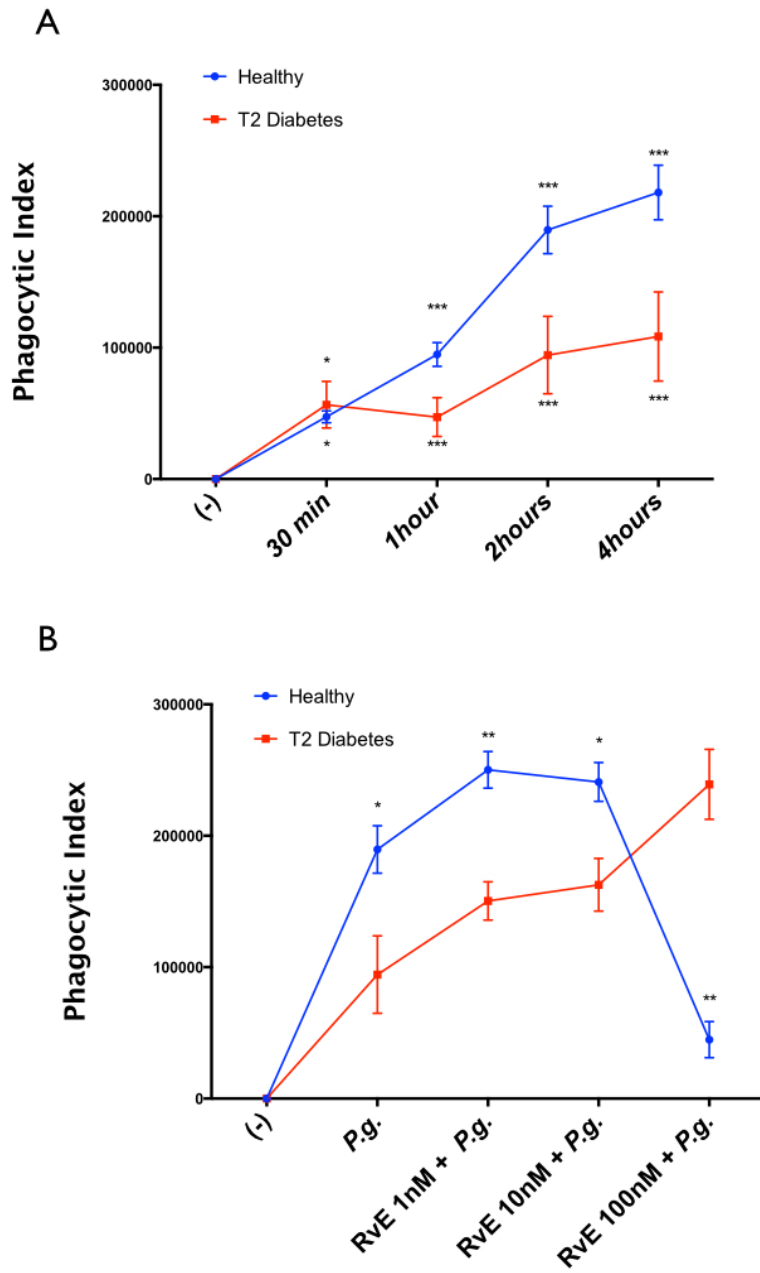 A
Healthy
T2 Diabetes
Phagocytic Index
300000
200000
100000
0
***
***
***
*
*
***
***
***
(-)
30 min
1hour
2hours
4hours
B
Healthy
T2 Diabetes
Phagocytic Index
300000
200000
100000
0
*
**
*
**
(-)
P.g.
RvE 1nM + P.g.
RvE 10nM + P.g.
RvE 100nM + P.g.